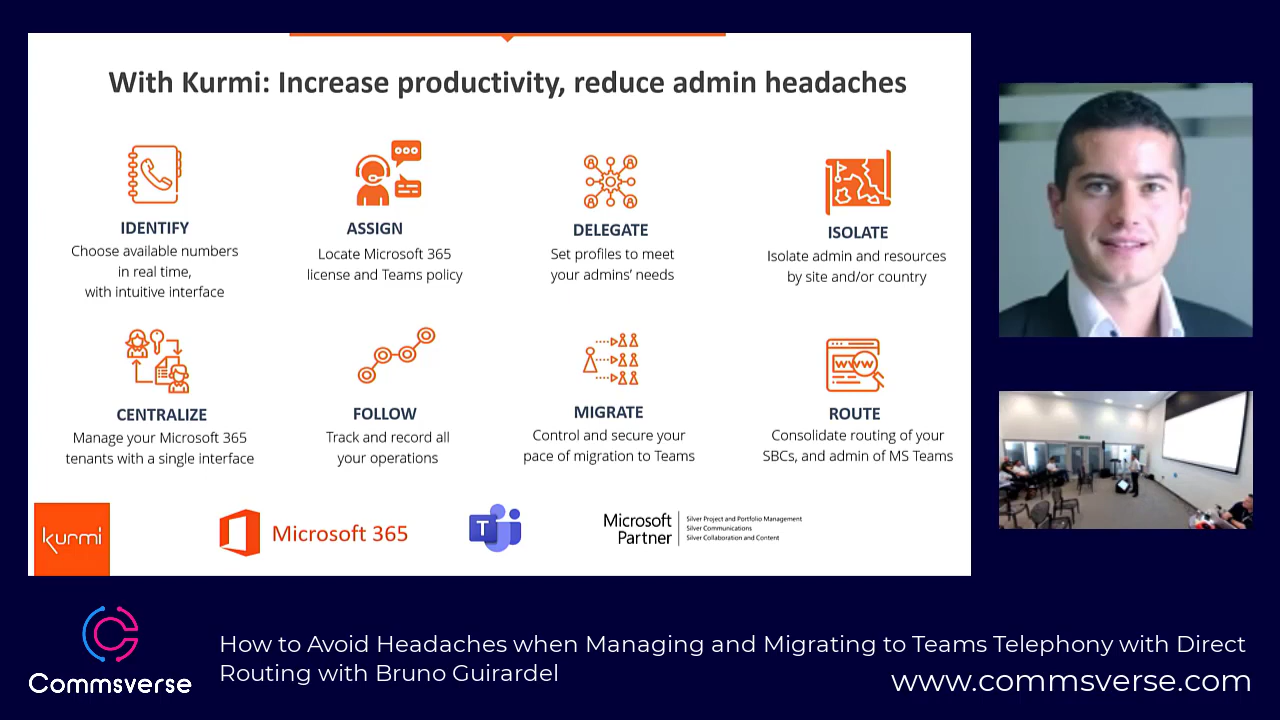 With Kurmi: Increase productivity, reduce admin headaches
IDENTIFY
Choose available numbers
in real time,
with intuitive interface
ASSIGN
Locate Microsoft 365
license and Teams policy
DELEGATE
Set profiles to meet
your admins’ needs
ISOLATE
Isolate admin and resources
by site and/or country
CENTRALIZE
Manage your Microsoft 365
tenants with a single interface
FOLLOW
Track and record all
your operations
MIGRATE
Control and secure your
pace of migration to Teams
www
ROUTE
Consolidate routing of your
SBCs, and admin of MS Teams
kurmi
Microsoft 365
T
Microsoft
Partner
Silver Project and Portfolio Management
Silver Communications
Silver Collaboration and Content
Commsverse
How to Avoid Headaches when Managing and Migrating to Teams Telephony with Direct
Routing with Bruno Guirardel
www.commsverse.com